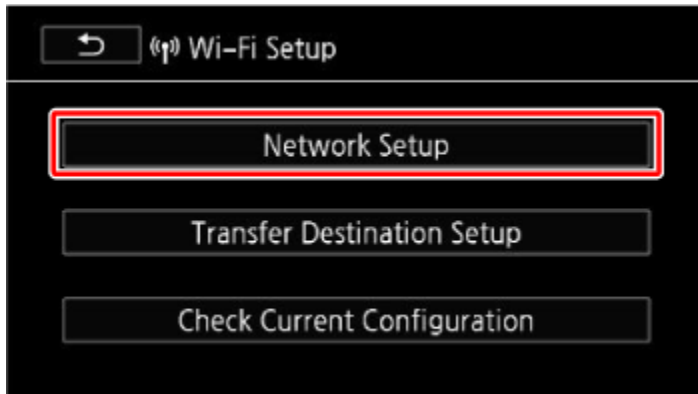 Wi-Fi Setup
Network Setup
Transfer Destination Setup
Check Current Configuration